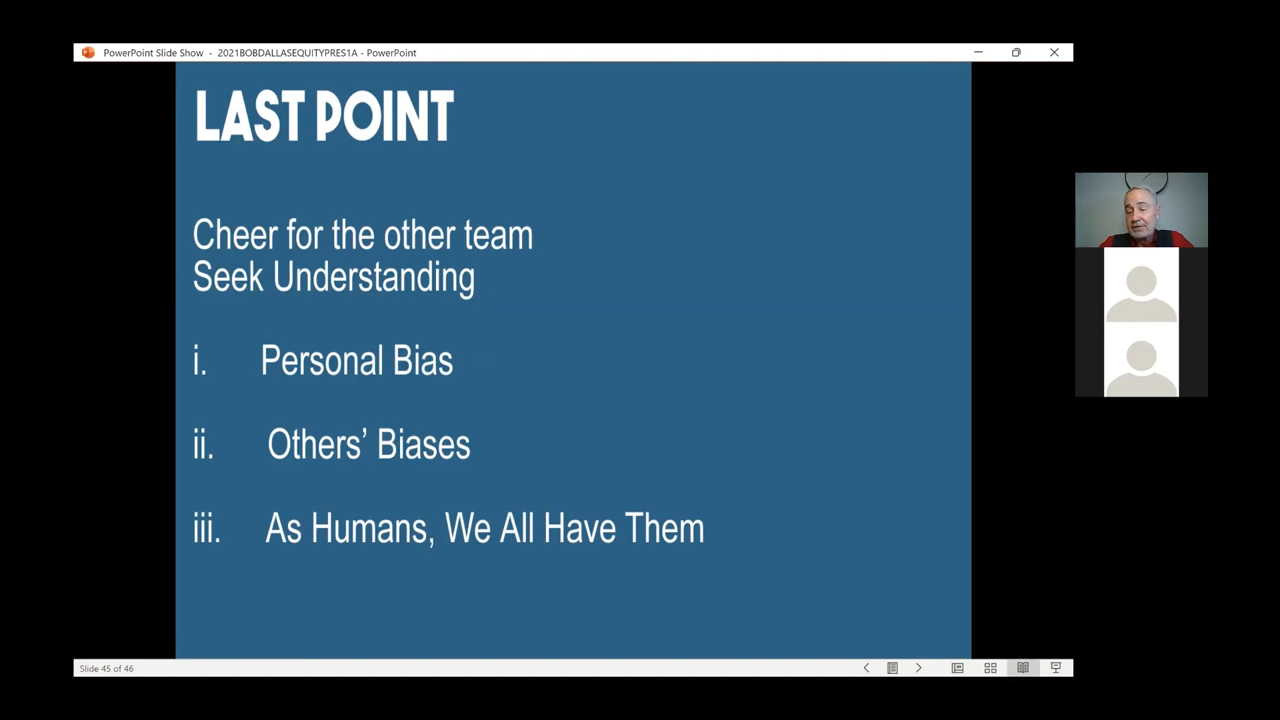 PowerPoint Slide Show - 2021BOBDALLASEQUITYPRES1A - PowerPoint
LAST POINT
Cheer for the other team
Seek Understanding
i. Personal Bias
ii. Others’ Biases
iii. As Humans, We All Have Them
Slide 45 of 46